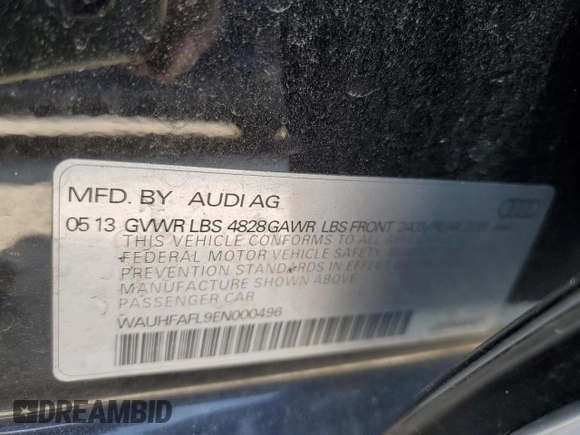 MFD. BY AUDI AG
05 13 GVWR LBS 4828 GAWR LBS FRONT
THIS VEHICLE CONFORMS TO ALL
FEDERAL MOTOR VEHICLE SAFETY
PREVENTION STANDARDS IN EFFECT
MANUFACTURE SHOWN ABOVE
PASSENGER CAR
WAUHFAFL9EN000496
DREAMBID